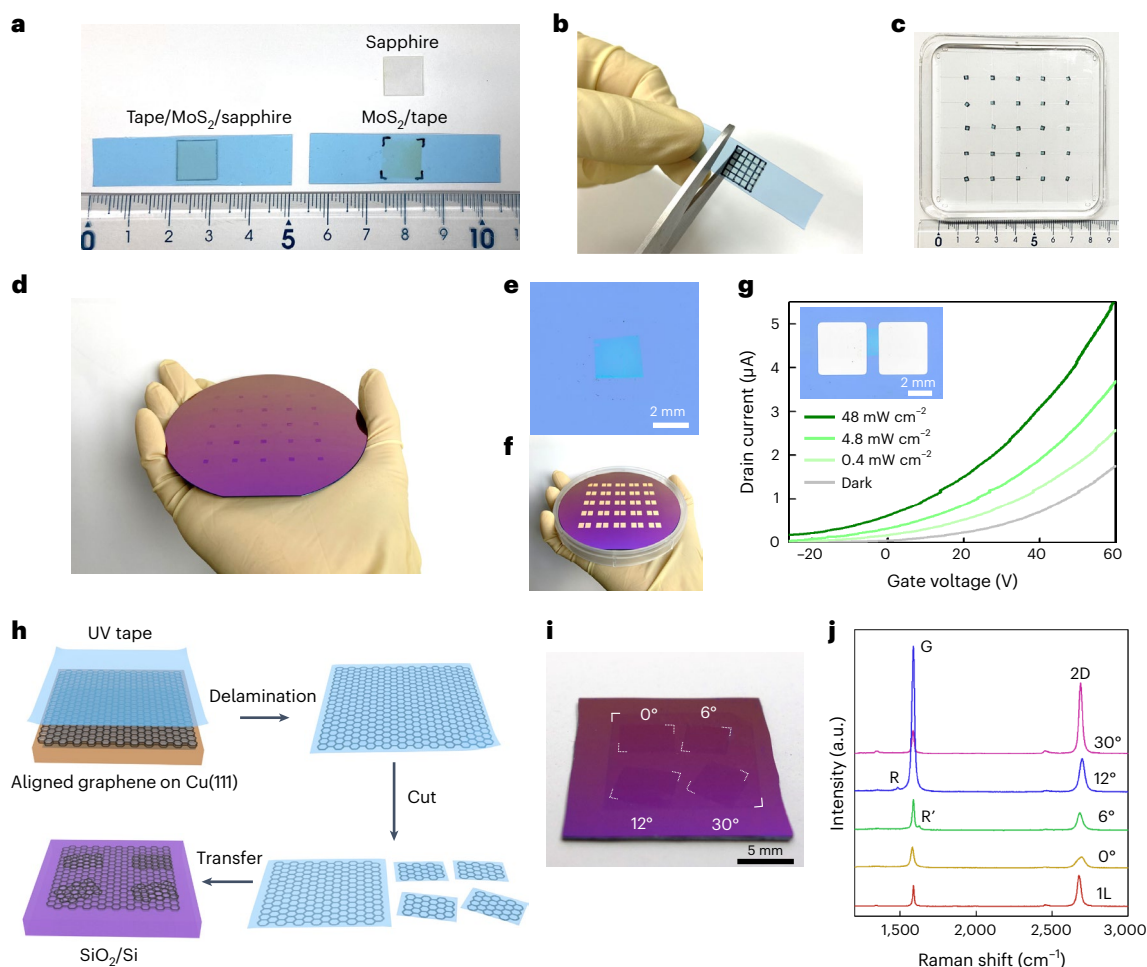 a
Sapphire
Tape/MoS₂/sapphire
MoS₂/tape
0 1 2 3 4 5 6 7 8 9 10
b
c
0 1 2 3 4 5 6 7 8 9
d
e
2 mm
f
g
Drain current (μA)
5
4
3
2
1
0
2 mm
48 mW cm⁻²
4.8 mW cm⁻²
0.4 mW cm⁻²
Dark
–20 0 20 40 60
Gate voltage (V)
h
UV tape
Delamination
Aligned graphene on Cu(111)
Cut
Transfer
SiO₂/Si
i
0° 6°
12° 30°
5 mm
j
Intensity (a.u.)
G
2D
30°
R
12°
R′
6°
0°
1L
1,500 2,000 2,500 3,000
Raman shift (cm⁻¹)